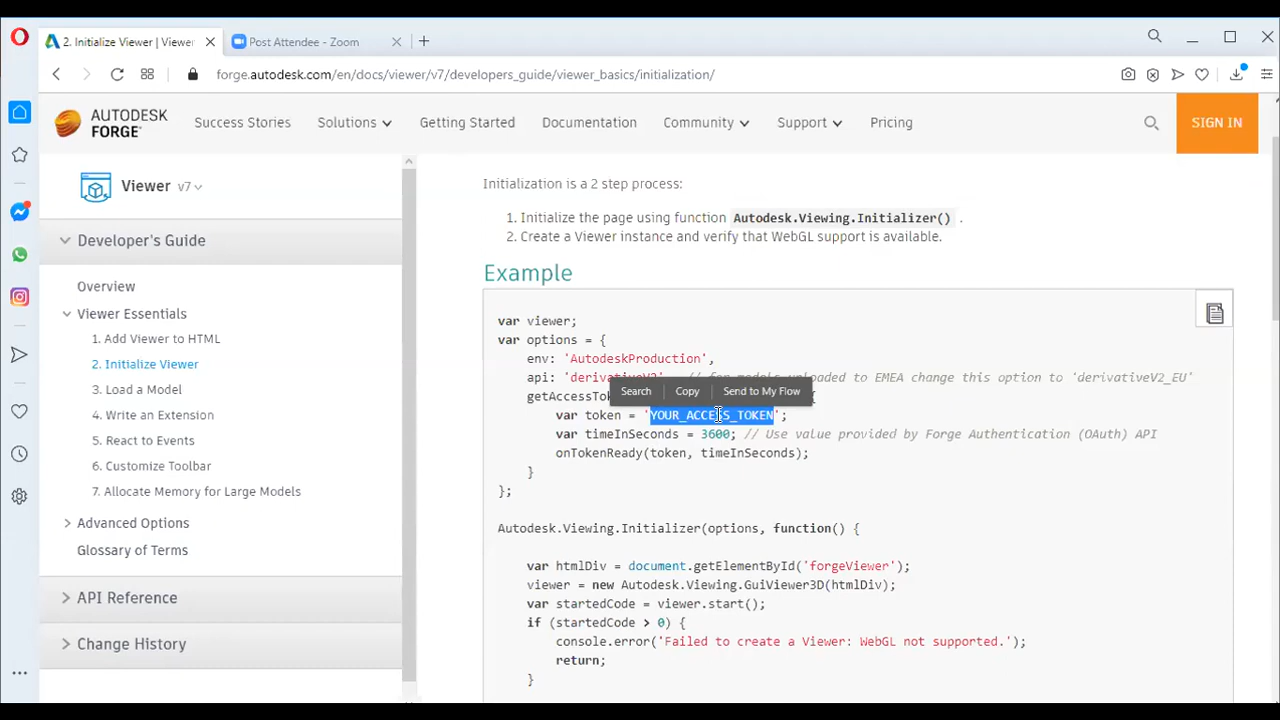 2. Initialize Viewer | Viewer
Post Attendee - Zoom
forge.autodesk.com/en/docs/viewer/v7/developers_guide/viewer_basics/initialization/
AUTODESK
FORGE
Success Stories
Solutions
Getting Started
Documentation
Community
Support
Pricing
SIGN IN
Viewer v7
Developer's Guide
Overview
Viewer Essentials
1. Add Viewer to HTML
2. Initialize Viewer
3. Load a Model
4. Write an Extension
5. React to Events
6. Customize Toolbar
7. Allocate Memory for Large Models
Advanced Options
Glossary of Terms
API Reference
Change History
Initialization is a 2 step process:
1. Initialize the page using function Autodesk.Viewing.Initializer() .
2. Create a Viewer instance and verify that WebGL support is available.
Example
var viewer;
var options = {
env: 'AutodeskProduction',
api: 'derivativeV2', // for models uploaded to EMEA change this option to 'derivativeV2_EU'
Search
Copy
Send to My Flow
getAccessTok {
var token = 'YOUR_ACCESS_TOKEN';
var timeInSeconds = 3600; // Use value provided by Forge Authentication (OAuth) API
onTokenReady(token, timeInSeconds);
}
};
Autodesk.Viewing.Initializer(options, function() {
var htmlDiv = document.getElementById('forgeViewer');
viewer = new Autodesk.Viewing.GuiViewer3D(htmlDiv);
var startedCode = viewer.start();
if (startedCode > 0) {
console.error('Failed to create a Viewer: WebGL not supported.');
return;
}